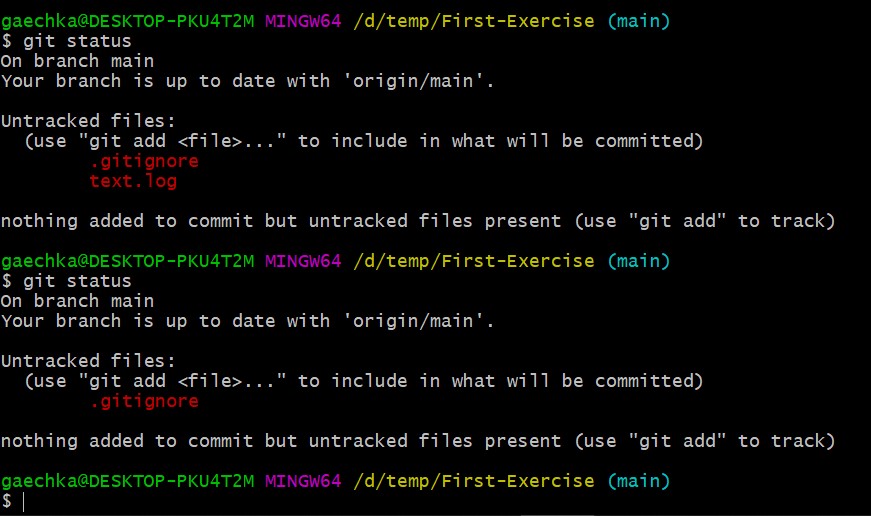 gaechka@DESKTOP-PKU4T2M MINGW64 /d/temp/First-Exercise (main)
$ git status
On branch main
Your branch is up to date with 'origin/main'.
Untracked files:
  (use "git add <file>..." to include in what will be committed)
        .gitignore
        text.log
nothing added to commit but untracked files present (use "git add" to track)
gaechka@DESKTOP-PKU4T2M MINGW64 /d/temp/First-Exercise (main)
$ git status
On branch main
Your branch is up to date with 'origin/main'.
Untracked files:
  (use "git add <file>..." to include in what will be committed)
        .gitignore
nothing added to commit but untracked files present (use "git add" to track)
gaechka@DESKTOP-PKU4T2M MINGW64 /d/temp/First-Exercise (main)
$